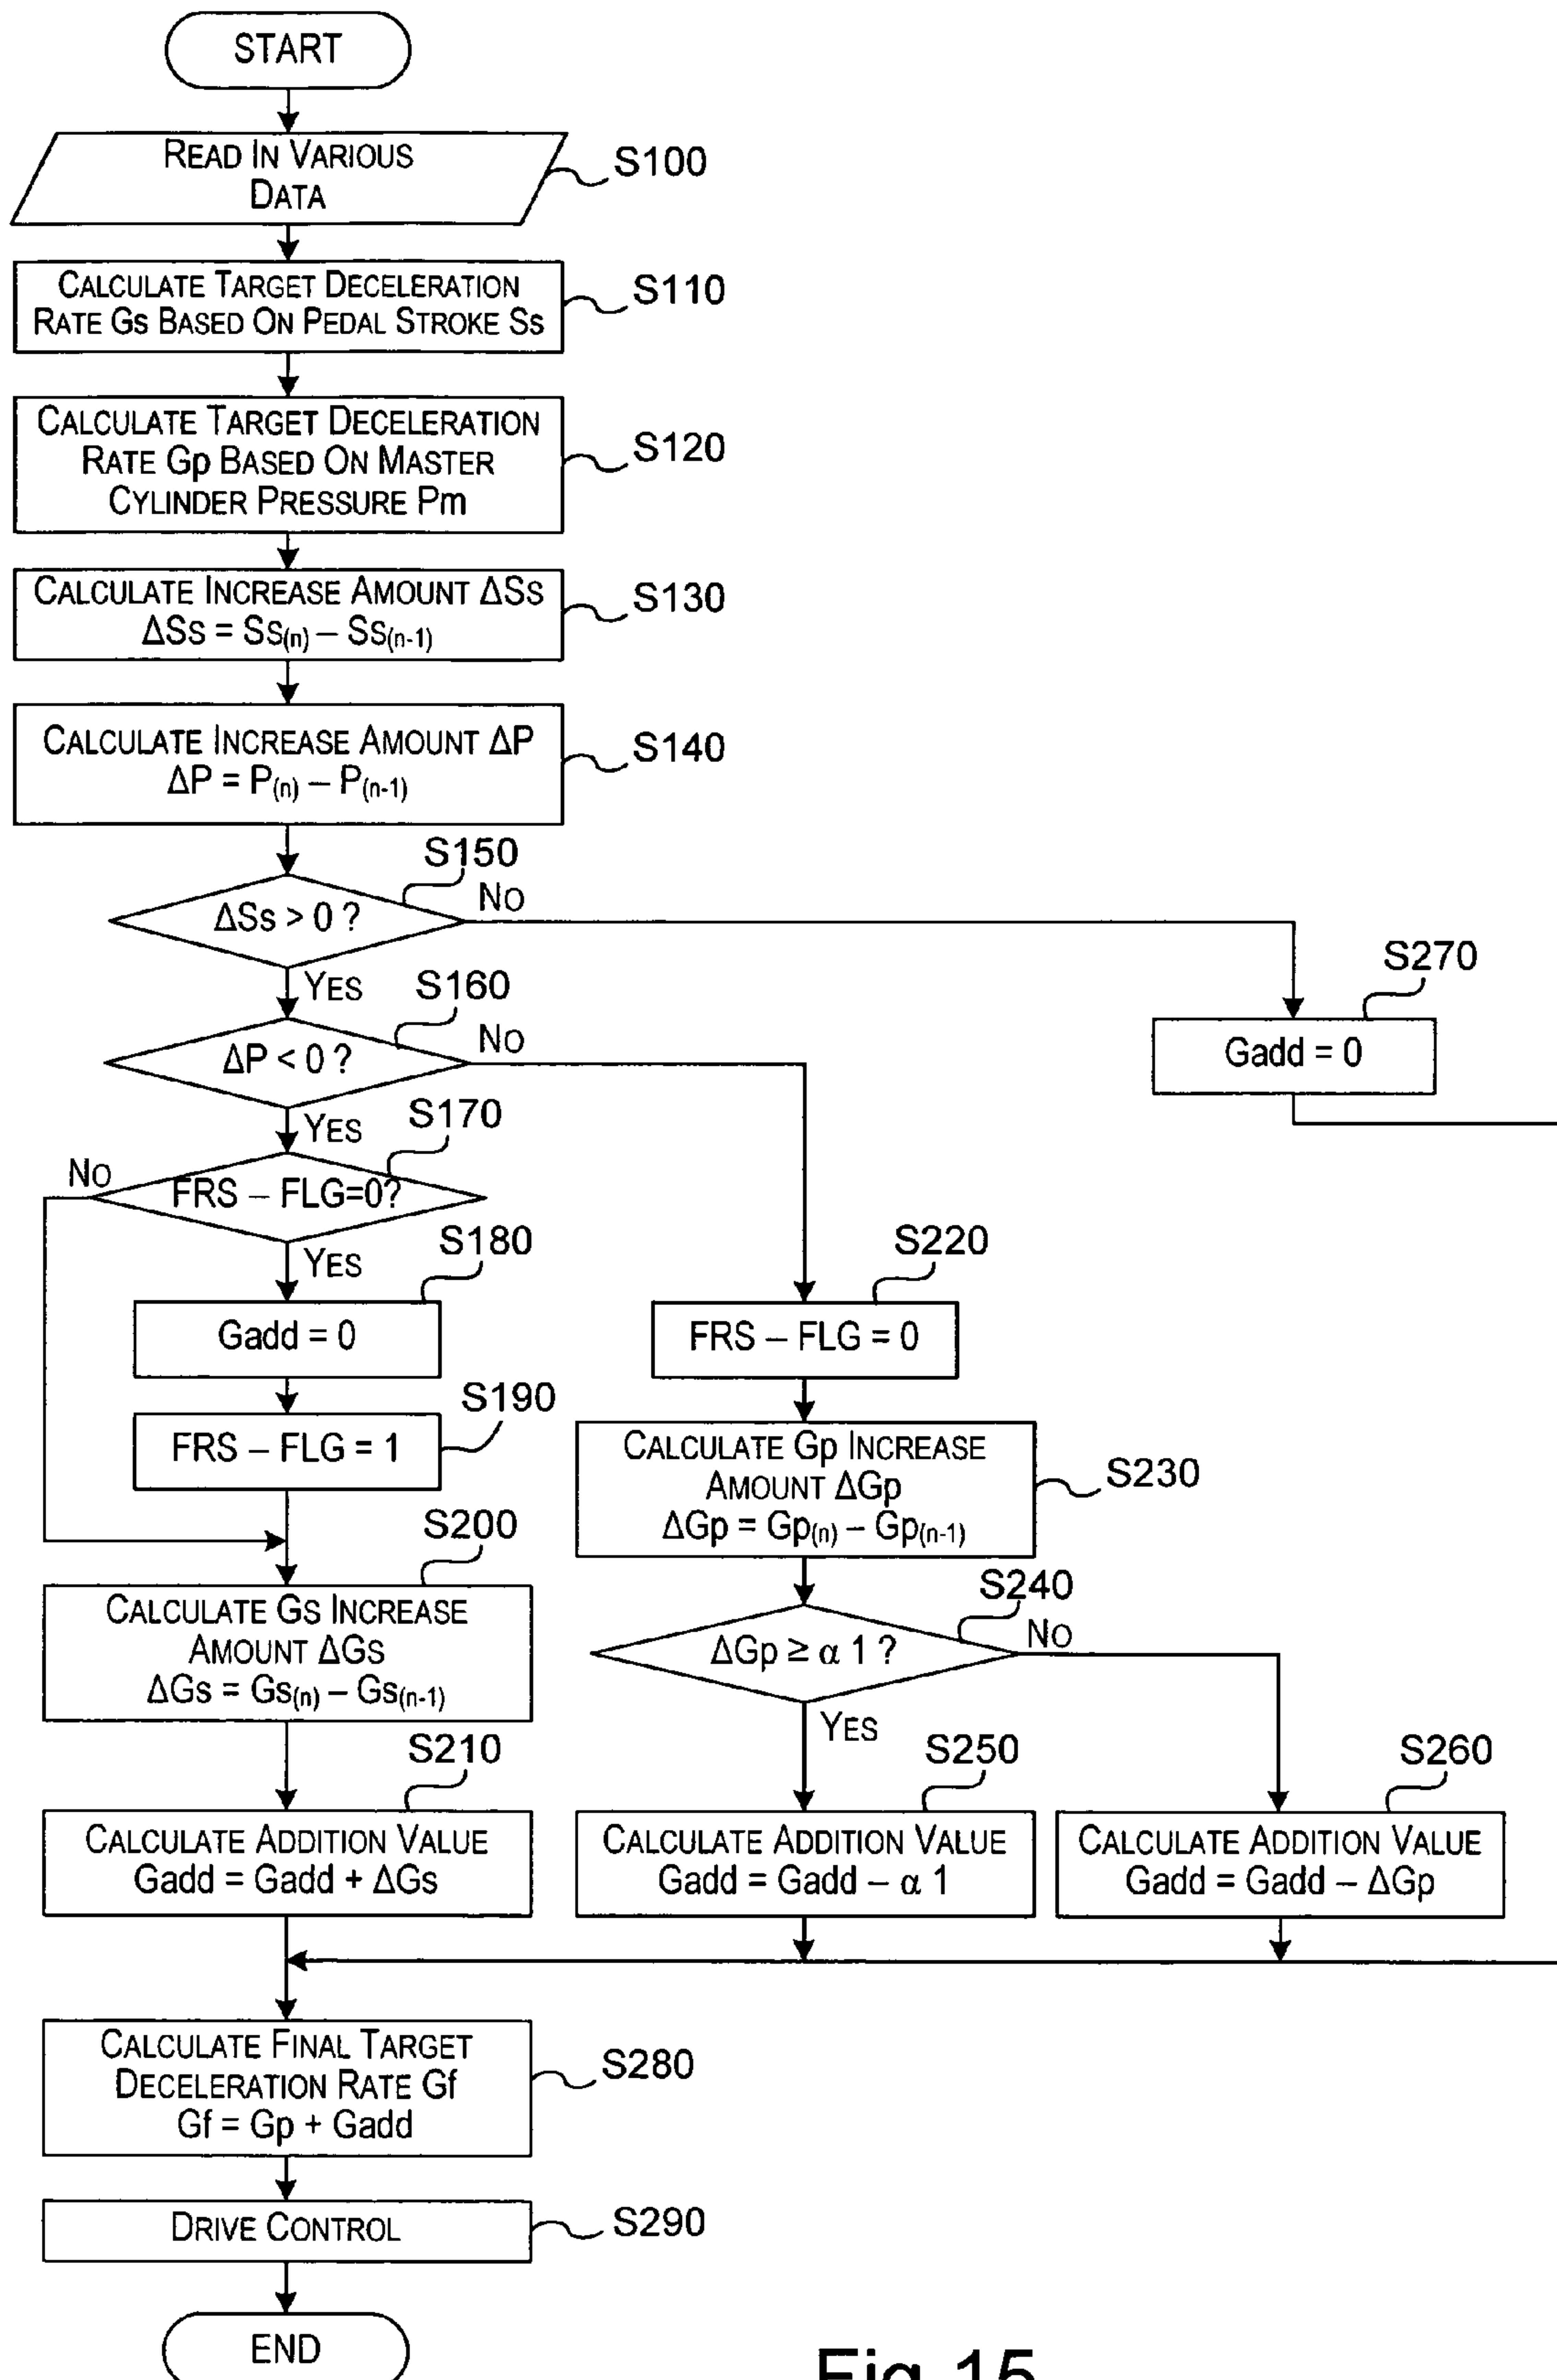 START
READ IN VARIOUS
DATA
S100
CALCULATE TARGET DECELERATION
RATE Gs BASED ON PEDAL STROKE Ss
S110
CALCULATE TARGET DECELERATION
RATE Gp BASED ON MASTER
CYLINDER PRESSURE Pm
S120
CALCULATE INCREASE AMOUNT ΔSs
ΔSs = Ss(n) – Ss(n-1)
S130
CALCULATE INCREASE AMOUNT ΔP
ΔP = P(n) – P(n-1)
S140
S150
ΔSs > 0 ?
NO
YES
S270
Gadd = 0
S160
ΔP < 0 ?
NO
YES
S170
NO
FRS – FLG=0?
YES
S180
Gadd = 0
S190
FRS – FLG = 1
S220
FRS – FLG = 0
CALCULATE Gp INCREASE
AMOUNT ΔGp
ΔGp = Gp(n) – Gp(n-1)
S230
S200
CALCULATE Gs INCREASE
AMOUNT ΔGs
ΔGs = Gs(n) – Gs(n-1)
S240
ΔGp ≥ α 1 ?
NO
YES
S210
CALCULATE ADDITION VALUE
Gadd = Gadd + ΔGs
S250
CALCULATE ADDITION VALUE
Gadd = Gadd – α 1
S260
CALCULATE ADDITION VALUE
Gadd = Gadd – ΔGp
CALCULATE FINAL TARGET
DECELERATION RATE Gf
Gf = Gp + Gadd
S280
DRIVE CONTROL
S290
END
Fig 15